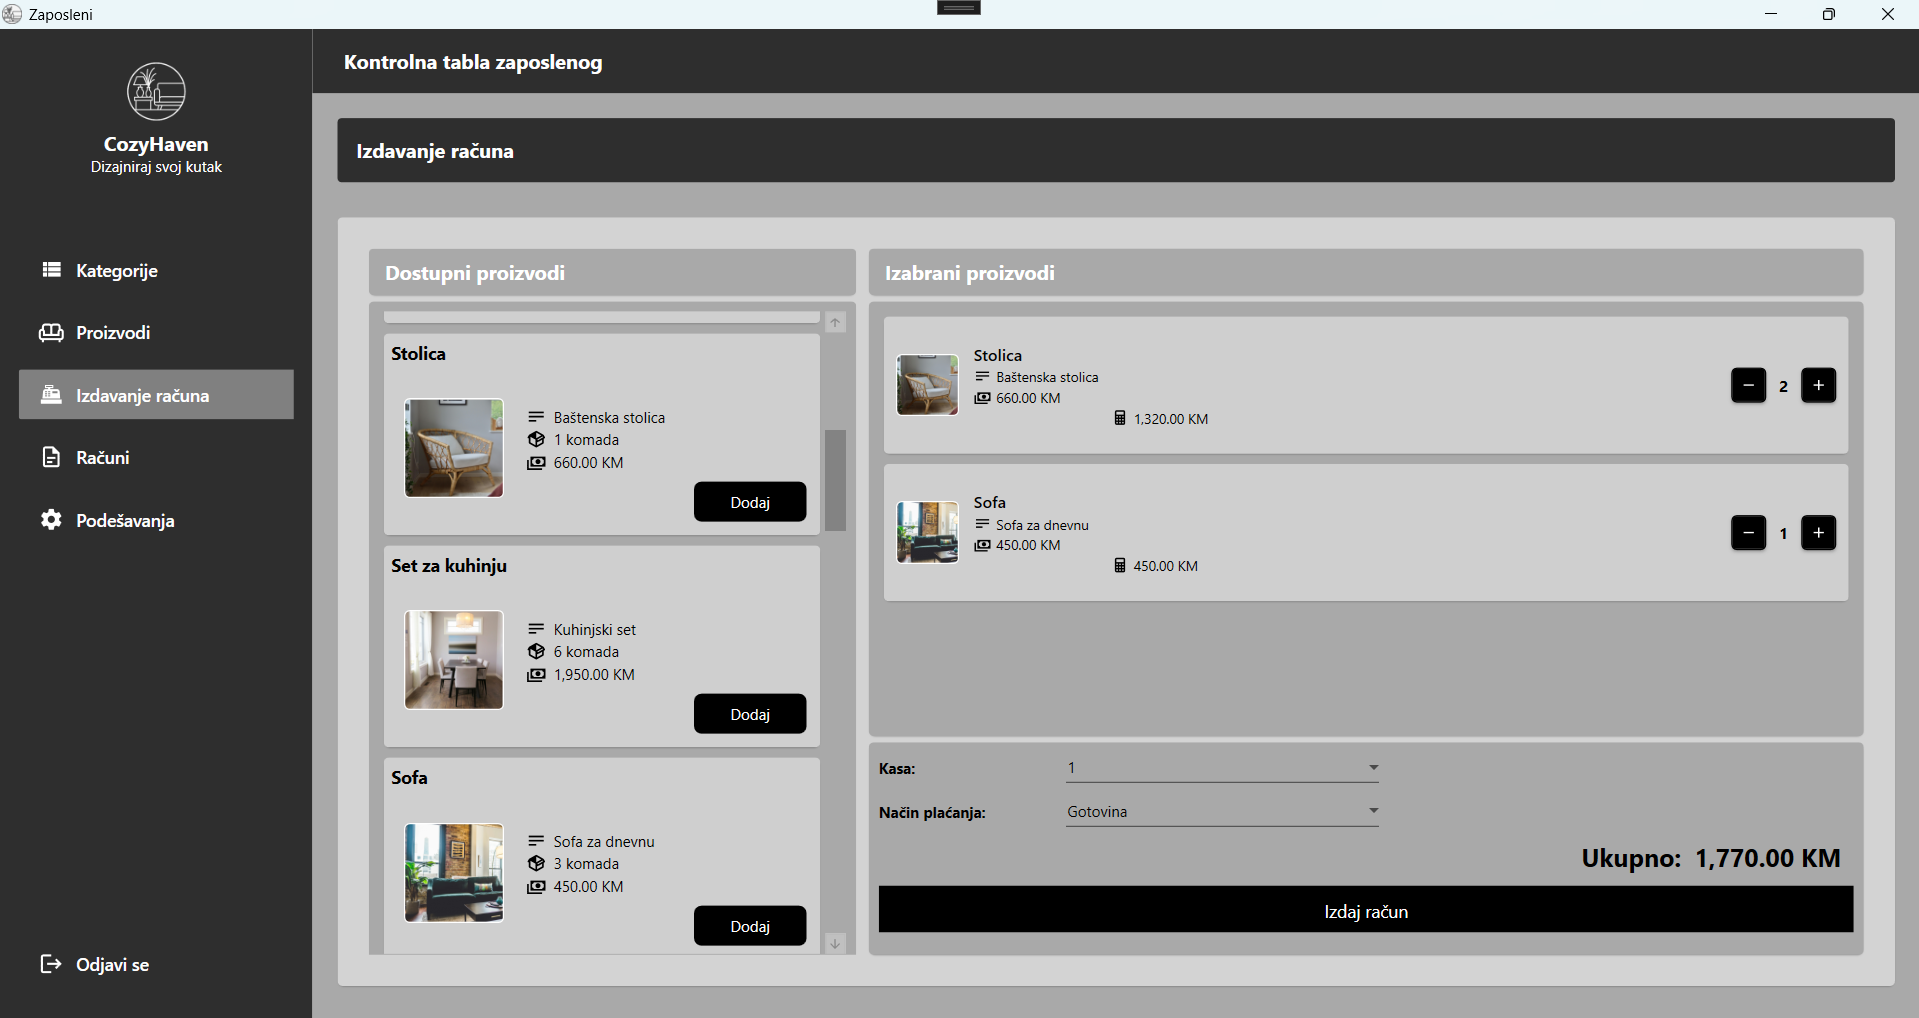 Zaposleni
CozyHaven
Dizajniraj svoj kutak
Kategorije
Proizvodi
Izdavanje računa
Računi
Podešavanja
Odjavi se
Kontrolna tabla zaposlenog
Izdavanje računa
Dostupni proizvodi
Stolica
Baštenska stolica
1 komada
660.00 KM
Dodaj
Set za kuhinju
Kuhinjski set
6 komada
1,950.00 KM
Dodaj
Sofa
Sofa za dnevnu
3 komada
450.00 KM
Dodaj
Izabrani proizvodi
Stolica
Baštenska stolica
660.00 KM
1,320.00 KM
2
Sofa
Sofa za dnevnu
450.00 KM
450.00 KM
1
Kasa: 1
Način plaćanja: Gotovina
Ukupno: 1,770.00 KM
Izdaj račun